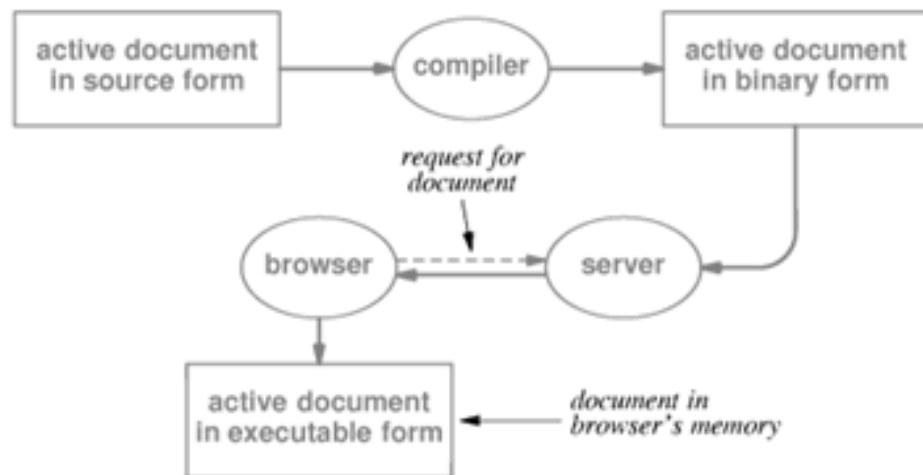 active document
in source form
compiler
active document
in binary form
request for
document
browser
server
active document
in executable form
document in
browser's memory